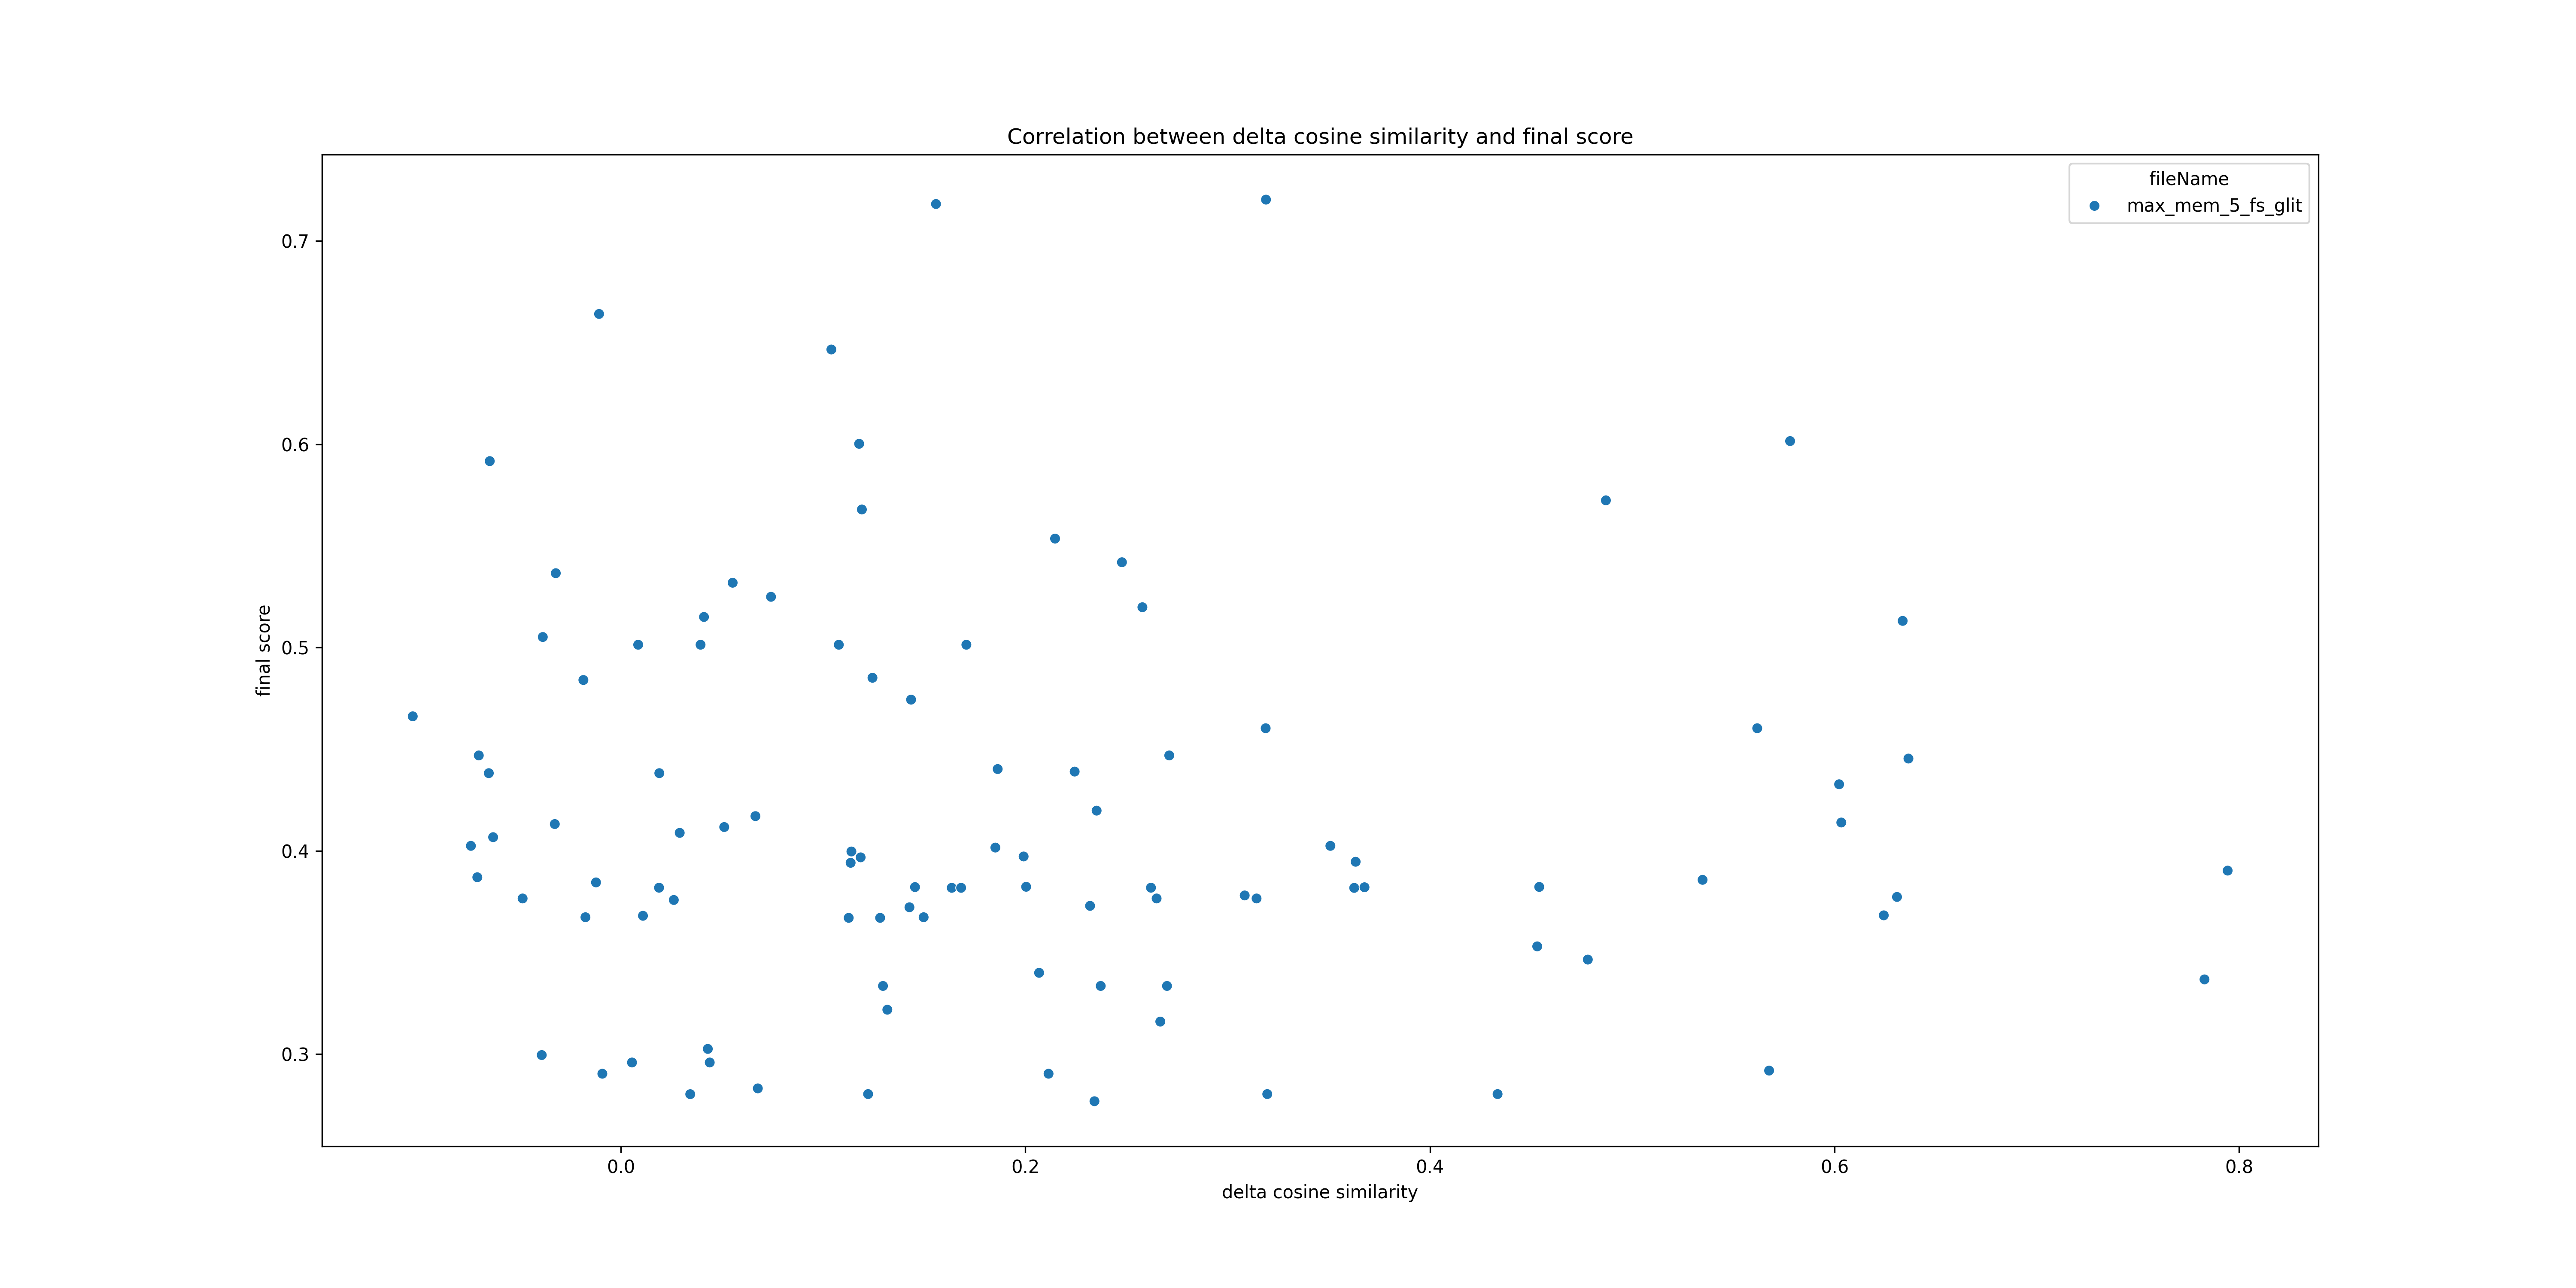 Correlation between delta cosine similarity and final score
fileName
max_mem_5_fs_glit
0.7
0.6
0.5
0.4
0.3
final score
0.0
0.2
0.4
0.6
0.8
delta cosine similarity